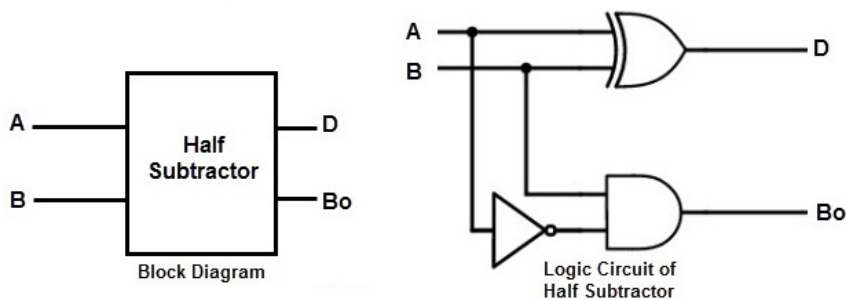 A
B
Half
Subtractor
D
Bo
Block Diagram
A
B
D
Bo
Logic Circuit of
Half Subtractor